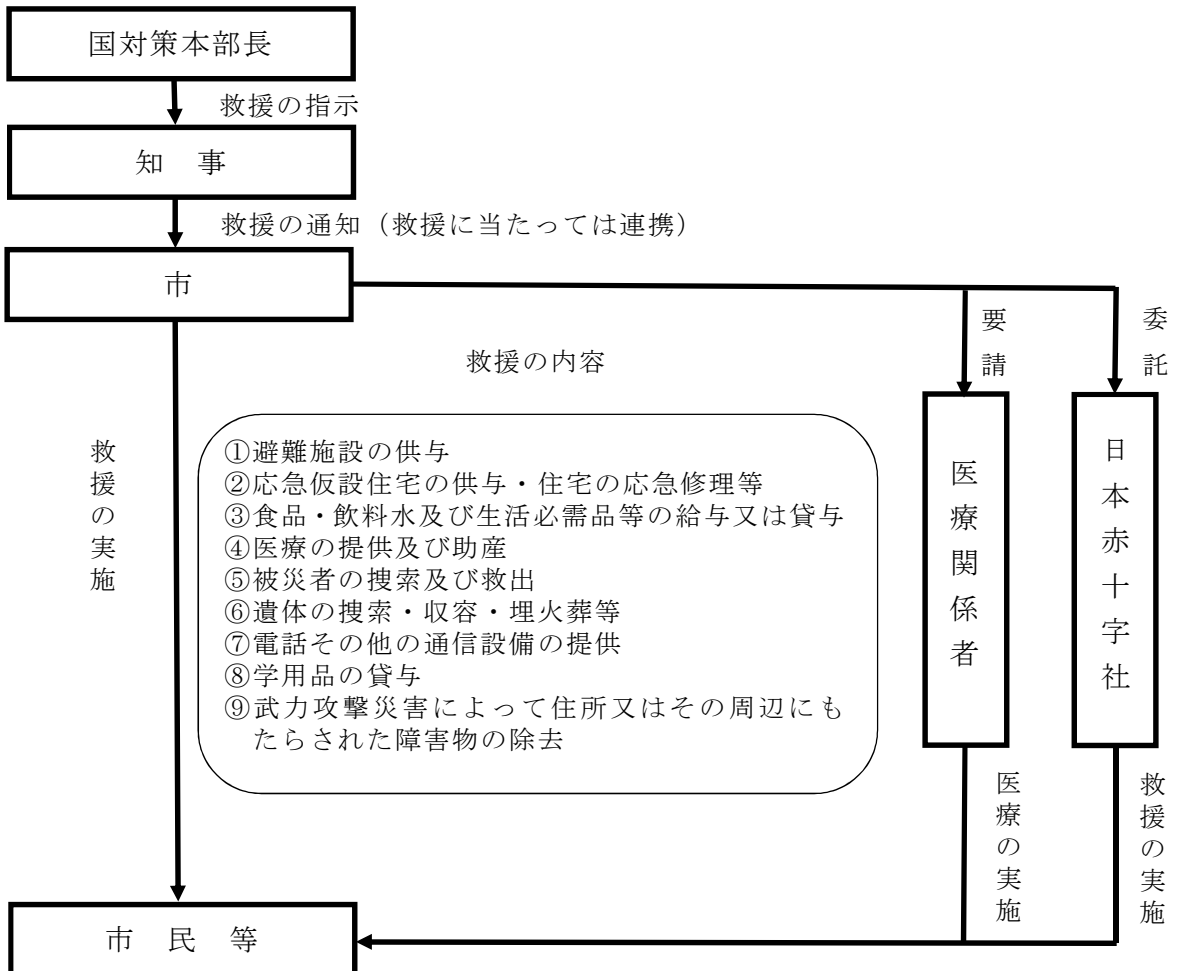 国対策本部長
救援の指示
知　事
救援の通知（救援に当たっては連携）
市
要請
委託
救援の内容
救援の実施
①避難施設の供与
②応急仮設住宅の供与・住宅の応急修理等
③食品・飲料水及び生活必需品等の給与又は貸与
④医療の提供及び助産
⑤被災者の捜索及び救出
⑥遺体の捜索・収容・埋火葬等
⑦電話その他の通信設備の提供
⑧学用品の貸与
⑨武力攻撃災害によって住所又はその周辺にも
たらされた障害物の除去
医療関係者
日本赤十字社
医療の実施
救援の実施
市　民　等